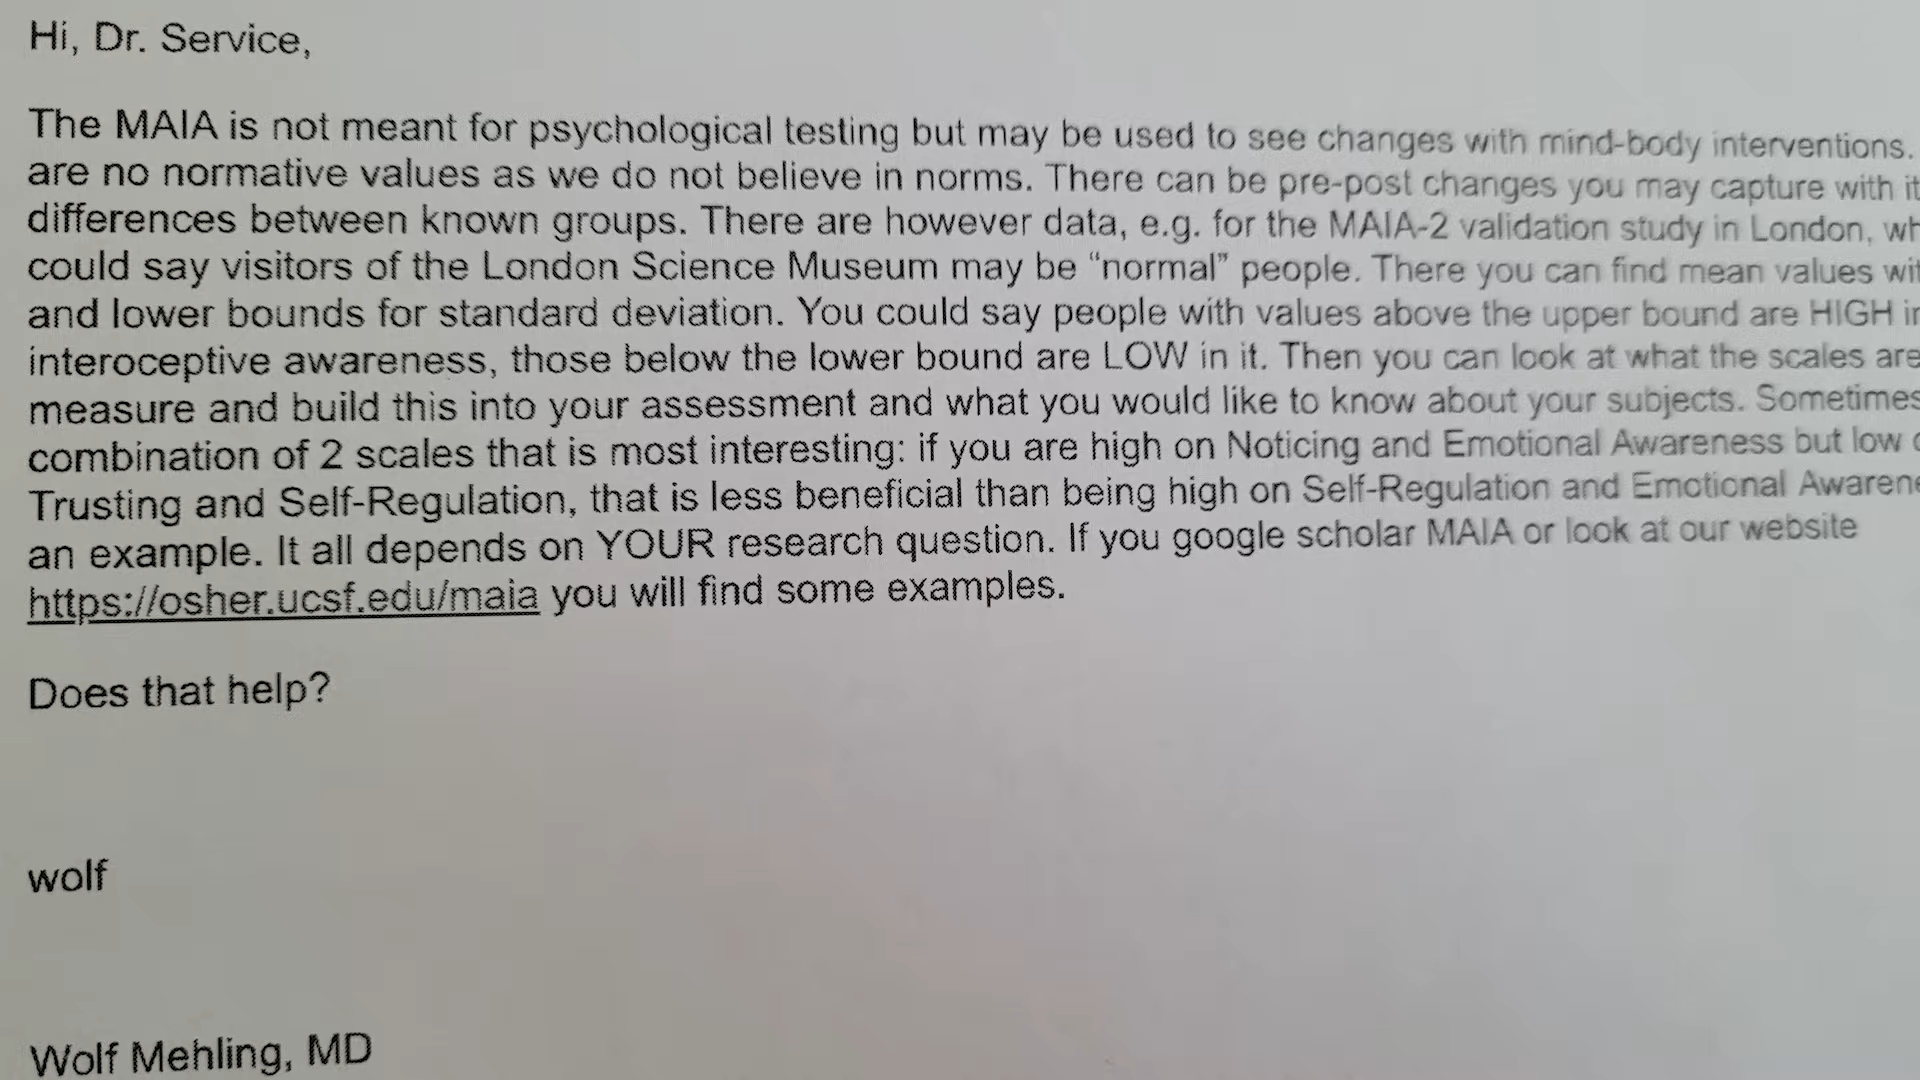 Hi, Dr. Service,
The MAIA is not meant for psychological testing but may be used to see changes with mind-body interventions.
are no normative values as we do not believe in norms. There can be pre-post changes you may capture with it
differences between known groups. There are however data, e.g. for the MAIA-2 validation study in London,
could say visitors of the London Science Museum may be “normal” people. There you can find mean values
and lower bounds for standard deviation. You could say people with values above the upper bound are HIGH
interoceptive awareness, those below the lower bound are LOW in it. Then you can look at what the scales are
measure and build this into your assessment and what you would like to know about your subjects. Sometimes
combination of 2 scales that is most interesting: if you are high on Noticing and Emotional Awareness but low
Trusting and Self-Regulation, that is less beneficial than being high on Self-Regulation and Emotional
an example. It all depends on YOUR research question. If you google scholar MAIA or look at our website
https://osher.ucsf.edu/maia you will find some examples.
Does that help?
wolf
Wolf Mehling, MD